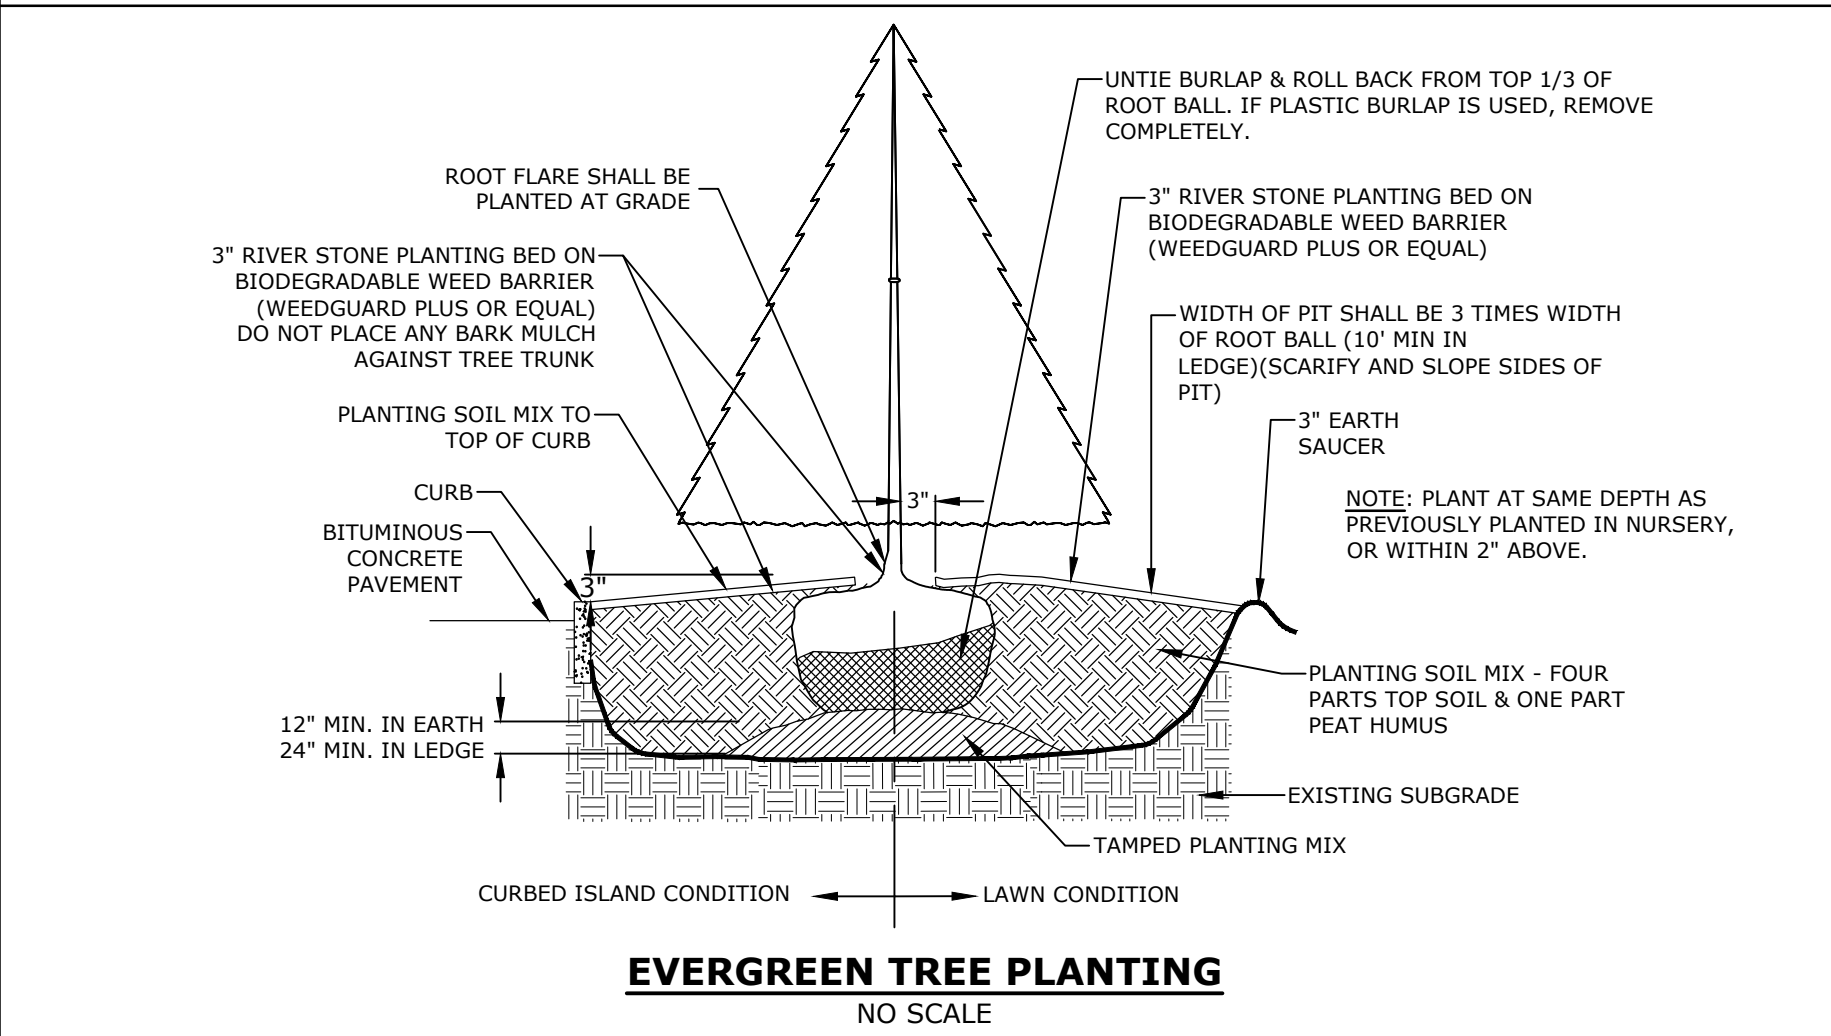 UNTIE BURLAP & ROLL BACK FROM TOP 1/3 OF
ROOT BALL. IF PLASTIC BURLAP IS USED, REMOVE
COMPLETELY.
ROOT FLARE SHALL BE
PLANTED AT GRADE
3" RIVER STONE PLANTING BED ON
BIODEGRADABLE WEED BARRIER
(WEEDGUARD PLUS OR EQUAL)
3" RIVER STONE PLANTING BED ON
BIODEGRADABLE WEED BARRIER
(WEEDGUARD PLUS OR EQUAL)
DO NOT PLACE ANY BARK MULCH
AGAINST TREE TRUNK
WIDTH OF PIT SHALL BE 3 TIMES WIDTH
OF ROOT BALL (10' MIN IN
LEDGE)(SCARIFY AND SLOPE SIDES OF
PIT)
PLANTING SOIL MIX TO
TOP OF CURB
3" EARTH
SAUCER
CURB
3"
NOTE: PLANT AT SAME DEPTH AS
PREVIOUSLY PLANTED IN NURSERY,
OR WITHIN 2" ABOVE.
BITUMINOUS
CONCRETE
PAVEMENT
3"
PLANTING SOIL MIX - FOUR
PARTS TOP SOIL & ONE PART
PEAT HUMUS
12" MIN. IN EARTH
24" MIN. IN LEDGE
EXISTING SUBGRADE
TAMPED PLANTING MIX
CURBED ISLAND CONDITION
LAWN CONDITION
EVERGREEN TREE PLANTING
NO SCALE